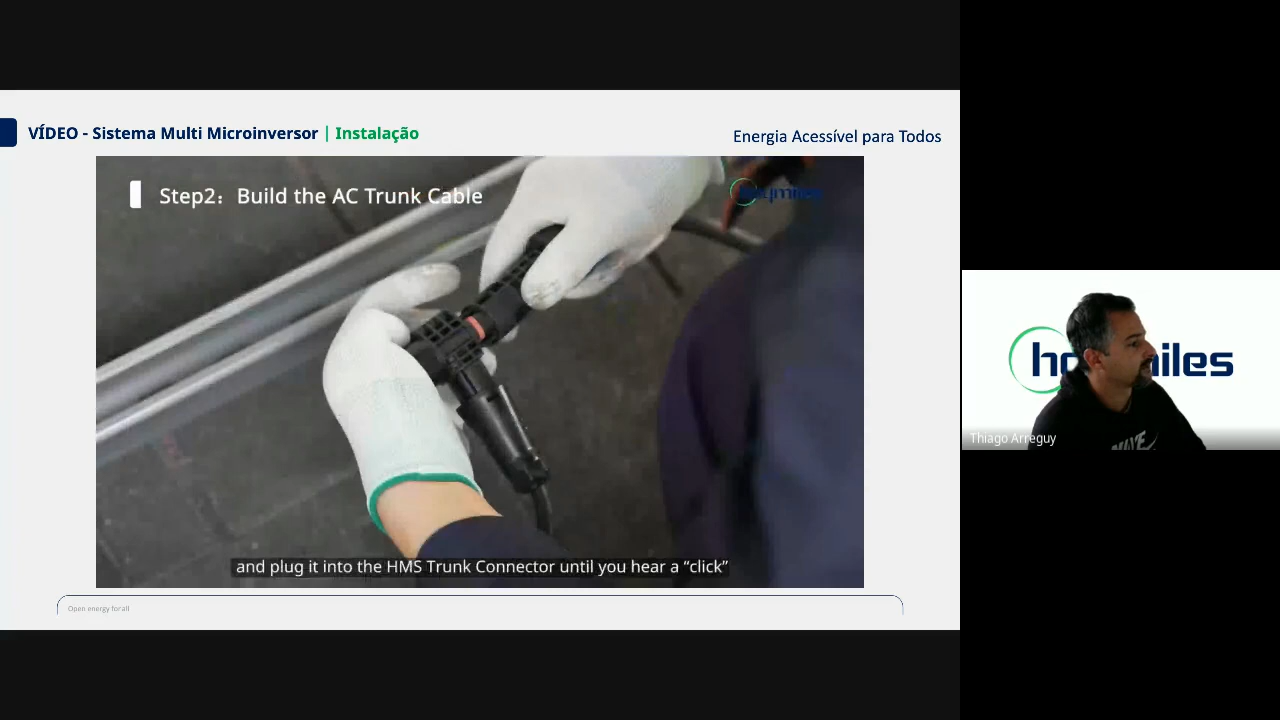 VÍDEO - Sistema Multi Microinversor | Instalação
Energia Acessível para Todos
Step2: Build the AC Trunk Cable
hoymiles
and plug it into the HMS Trunk Connector until you hear a “click”
Open energy for all
Thiago Arreguy